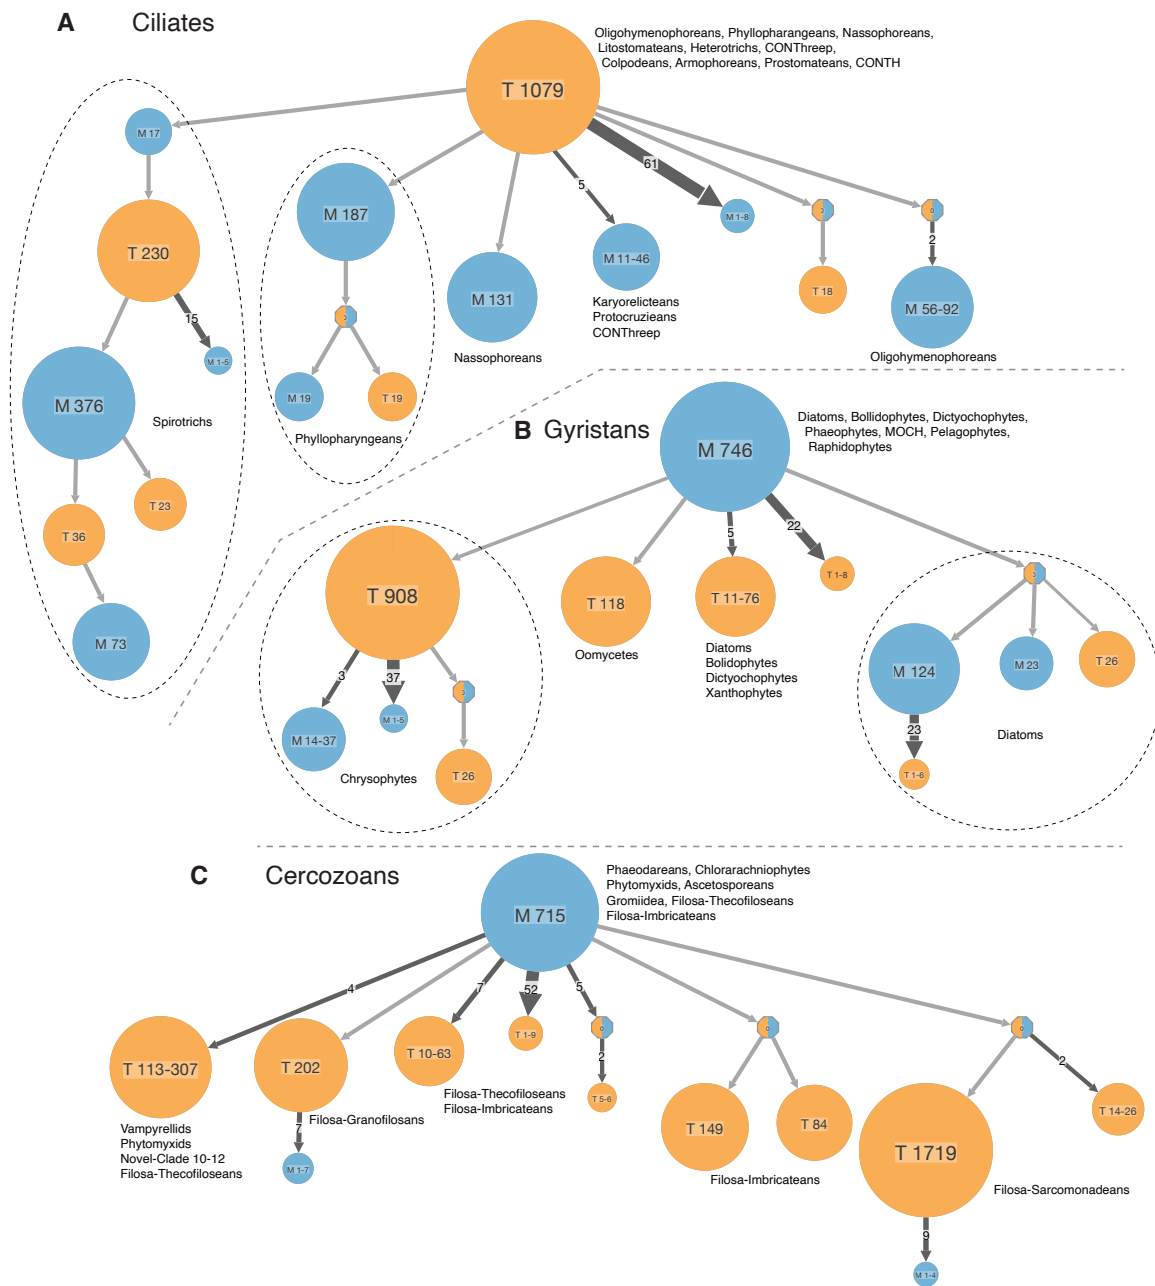 A Ciliates
Oligohymenophoreans, Phyllopharangeans, Nassophoreans,
Litostomateans, Heterotrichs, CONThreep,
Colpodeans, Armophoreans, Prostomateans, CONTH
T 1079
M 17
T 230
15
M 1-5
M 376
Spirotrichs
T 36
T 23
M 73
M 187
M 19
T 19
Phyllopharyngeans
M 131
Nassophoreans
5
M 11-46
Karyorelicteans
Protocruzieans
CONThreep
61
M 1-8
T 18
0
2
M 56-92
Oligohymenophoreans
B Gyristans
M 746
Diatoms, Bollidophytes, Dictyochophytes,
Phaeophytes, MOCH, Pelagophytes,
Raphidophytes
T 908
3
37
M 14-37
M 1-5
T 26
Chrysophytes
T 118
Oomycetes
5
T 11-76
Diatoms
Bolidophytes
Dictyochophytes
Xanthophytes
22
T 1-8
M 124
M 23
T 26
23
T 1-6
Diatoms
C Cercozoans
M 715
Phaeodareans, Chlorarachniophytes
Phytomyxids, Ascetosporeans
Gromiidea, Filosa-Thecofiloseans
Filosa-Imbricateans
4
T 113-307
Vampyrellids
Phytomyxids
Novel-Clade 10-12
Filosa-Thecofiloseans
T 202
Filosa-Granofilosans
7
M 1-7
7
T 10-63
Filosa-Thecofiloseans
Filosa-Imbricateans
52
T 1-9
5
0
2
T 5-6
0
T 149
T 84
Filosa-Imbricateans
0
T 1719
2
T 14-26
Filosa-Sarcomonadeans
9
M 1-4